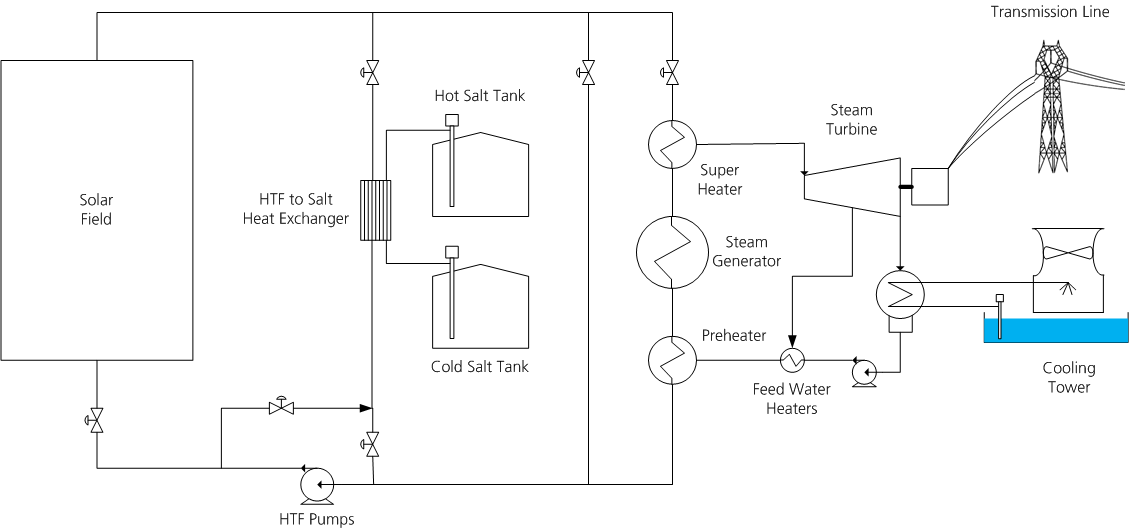 Transmission Line
Hot Salt Tank
Steam
Turbine
Solar
Field
HTF to Salt
Heat Exchanger
Super
Heater
Steam
Generator
Preheater
Cold Salt Tank
Feed Water
Heaters
Cooling
Tower
HTF Pumps